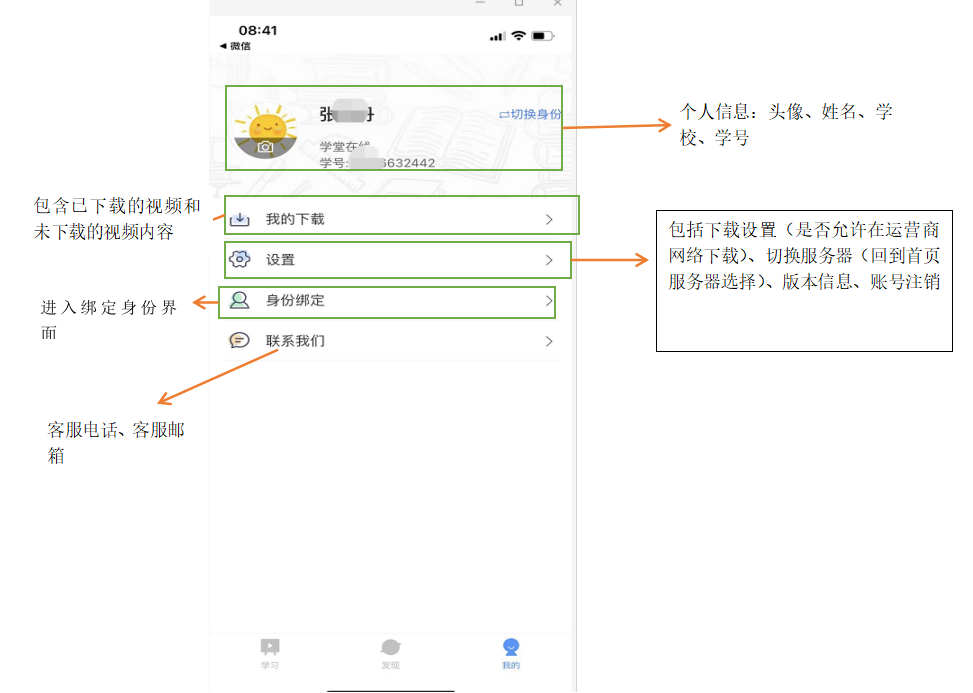 08:41
微信
张
切换身份
学堂在线
学号:
6632442
个人信息：头像、姓名、学
校、学号
包含已下载的视频和
未下载的视频内容
我的下载
包括下载设置（是否允许在运营商
网络下载）、切换服务器（回到首页
服务器选择）、版本信息、账号注销
设置
进入绑定身份界
面
身份绑定
联系我们
客服电话、客服邮
箱
学习
发现
我的